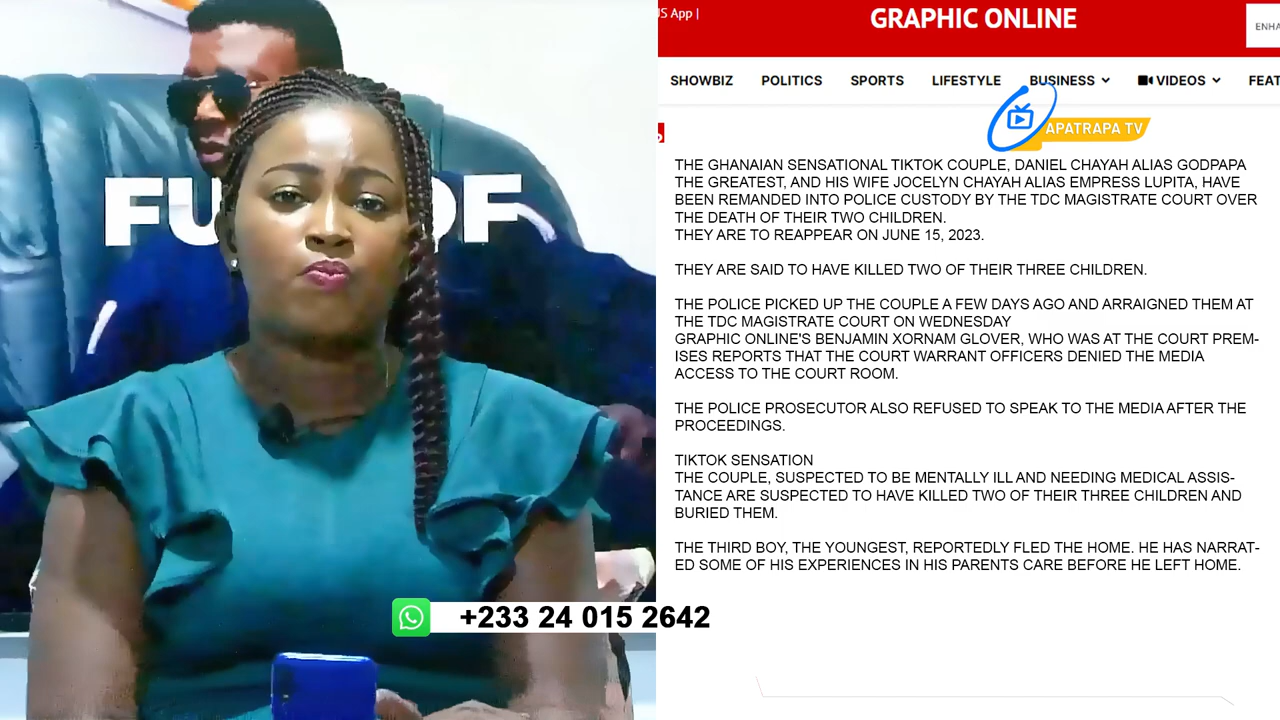 US App |
GRAPHIC ONLINE
ENHA
SHOWBIZ POLITICS SPORTS LIFESTYLE BUSINESS VIDEOS FEAT
APATRAPA TV
THE GHANAIAN SENSATIONAL TIKTOK COUPLE, DANIEL CHAYAH ALIAS GODPAPA
THE GREATEST, AND HIS WIFE JOCELYN CHAYAH ALIAS EMPRESS LUPITA, HAVE
BEEN REMANDED INTO POLICE CUSTODY BY THE TDC MAGISTRATE COURT OVER
THE DEATH OF THEIR TWO CHILDREN.
THEY ARE TO REAPPEAR ON JUNE 15, 2023.
THEY ARE SAID TO HAVE KILLED TWO OF THEIR THREE CHILDREN.
THE POLICE PICKED UP THE COUPLE A FEW DAYS AGO AND ARRAIGNED THEM AT
THE TDC MAGISTRATE COURT ON WEDNESDAY
GRAPHIC ONLINE'S BENJAMIN XORNAM GLOVER, WHO WAS AT THE COURT PREM-
ISES REPORTS THAT THE COURT WARRANT OFFICERS DENIED THE MEDIA
ACCESS TO THE COURT ROOM.
THE POLICE PROSECUTOR ALSO REFUSED TO SPEAK TO THE MEDIA AFTER THE
PROCEEDINGS.
TIKTOK SENSATION
THE COUPLE, SUSPECTED TO BE MENTALLY ILL AND NEEDING MEDICAL ASSIS-
TANCE ARE SUSPECTED TO HAVE KILLED TWO OF THEIR THREE CHILDREN AND
BURIED THEM.
THE THIRD BOY, THE YOUNGEST, REPORTEDLY FLED THE HOME. HE HAS NARRAT-
ED SOME OF HIS EXPERIENCES IN HIS PARENTS CARE BEFORE HE LEFT HOME.
FU OF
+233 24 015 2642